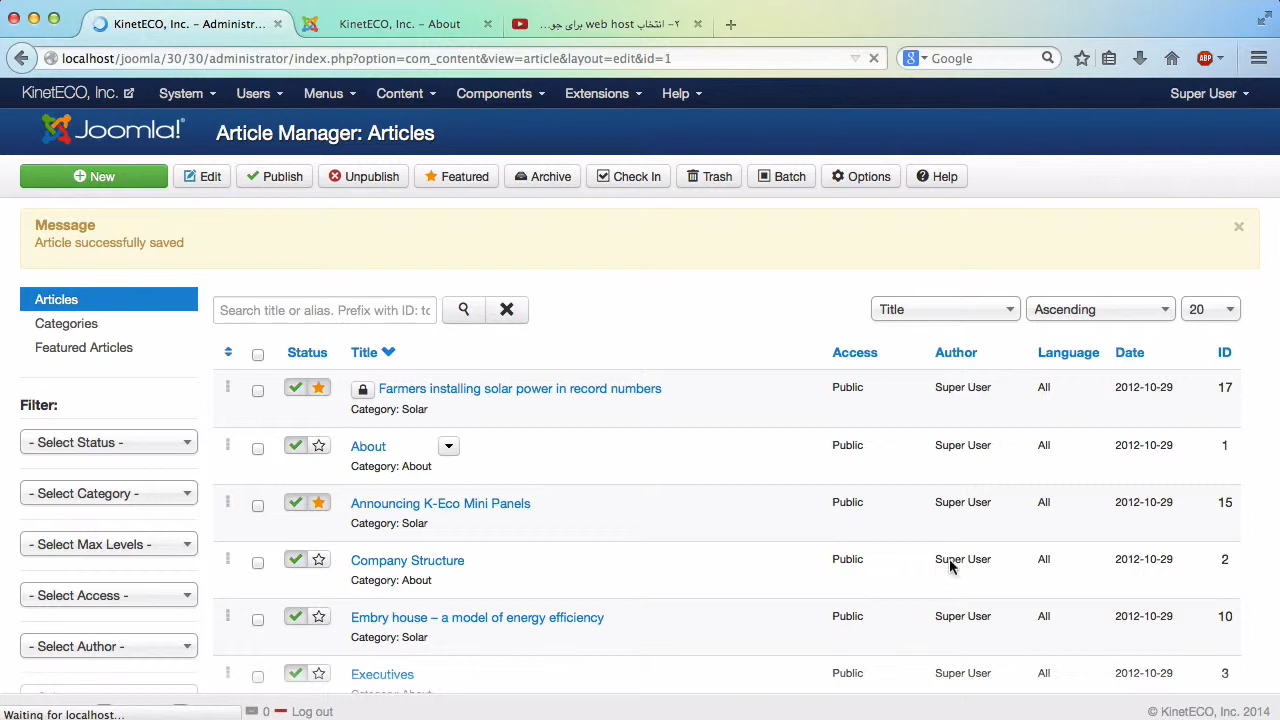 KinetECO, Inc. – Administrat...
KinetECO, Inc. – About
۲- انتخاب web host برای جو...
localhost/joomla/30/30/administrator/index.php?option=com_content&view=article&layout=edit&id=1
Google
ABP
KinetECO, Inc.
System
Users
Menus
Content
Components
Extensions
Help
Super User
Joomla!
Article Manager: Articles
New
Edit
Publish
Unpublish
Featured
Archive
Check In
Trash
Batch
Options
Help
Message
Article successfully saved
Articles
Categories
Featured Articles
Filter:
- Select Status -
- Select Category -
- Select Max Levels -
- Select Access -
- Select Author -
Search title or alias. Prefix with ID: to
Title
Ascending
20
Status Title Access Author Language Date ID
Farmers installing solar power in record numbers Public Super User All 2012-10-29 17
Category: Solar
About Public Super User All 2012-10-29 1
Category: About
Announcing K-Eco Mini Panels Public Super User All 2012-10-29 15
Category: Solar
Company Structure Public Super User All 2012-10-29 2
Category: About
Embry house – a model of energy efficiency Public Super User All 2012-10-29 10
Category: Solar
Executives Public Super User All 2012-10-29 3
Category: About
Waiting for localhost...
0
Log out
© KinetECO, Inc. 2014